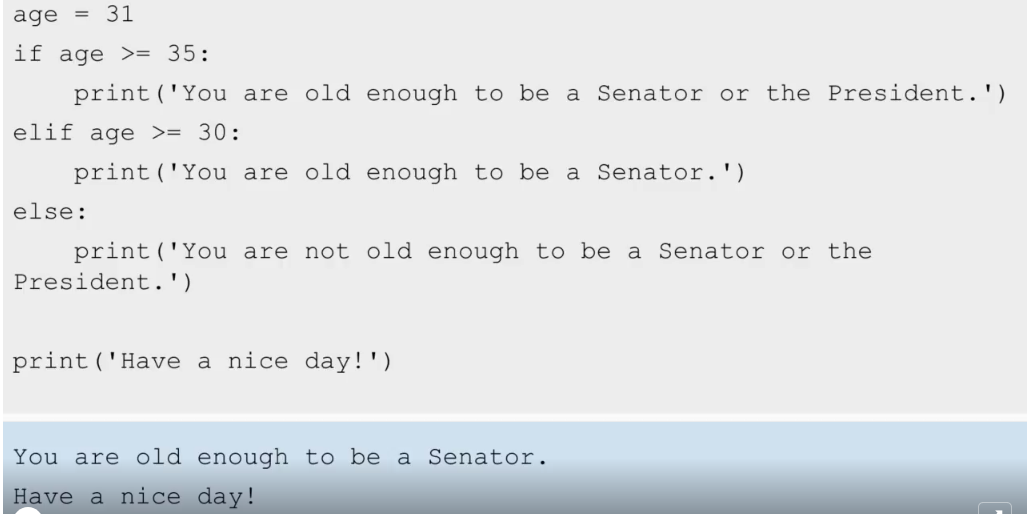 age = 31
if age >= 35:
    print('You are old enough to be a Senator or the President.')
elif age >= 30:
    print('You are old enough to be a Senator.')
else:
    print('You are not old enough to be a Senator or the
President.')
print('Have a nice day!')
You are old enough to be a Senator.
Have a nice day!